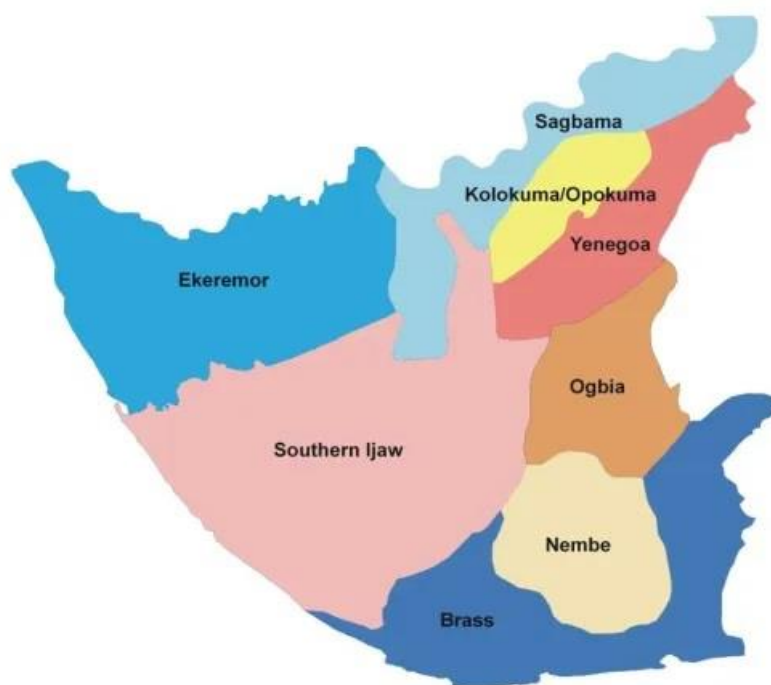 Sagbama
Kolokuma/Opokuma
Yenegoa
Ekeremor
Ogbia
Southern Ijaw
Nembe
Brass